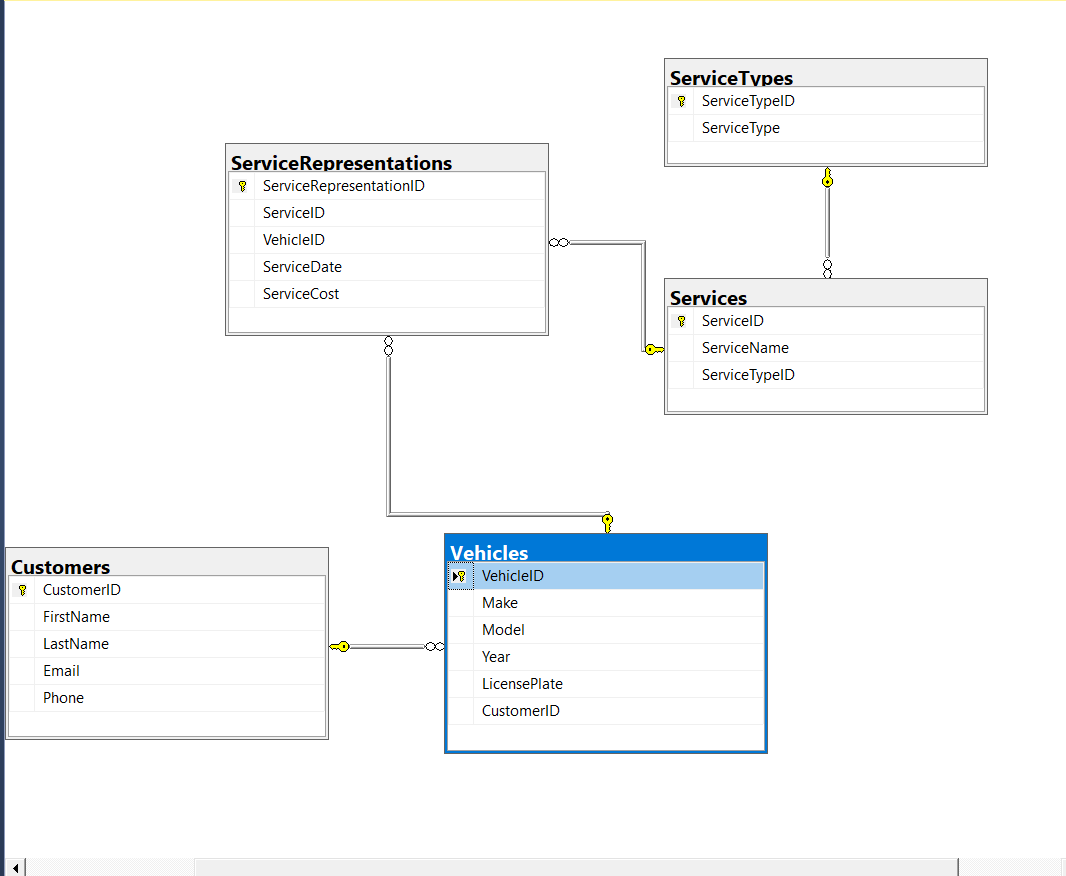 ServiceTypes
ServiceTypeID
ServiceType
ServiceRepresentations
ServiceRepresentationID
ServiceID
VehicleID
ServiceDate
ServiceCost
Services
ServiceID
ServiceName
ServiceTypeID
Customers
CustomerID
FirstName
LastName
Email
Phone
Vehicles
VehicleID
Make
Model
Year
LicensePlate
CustomerID